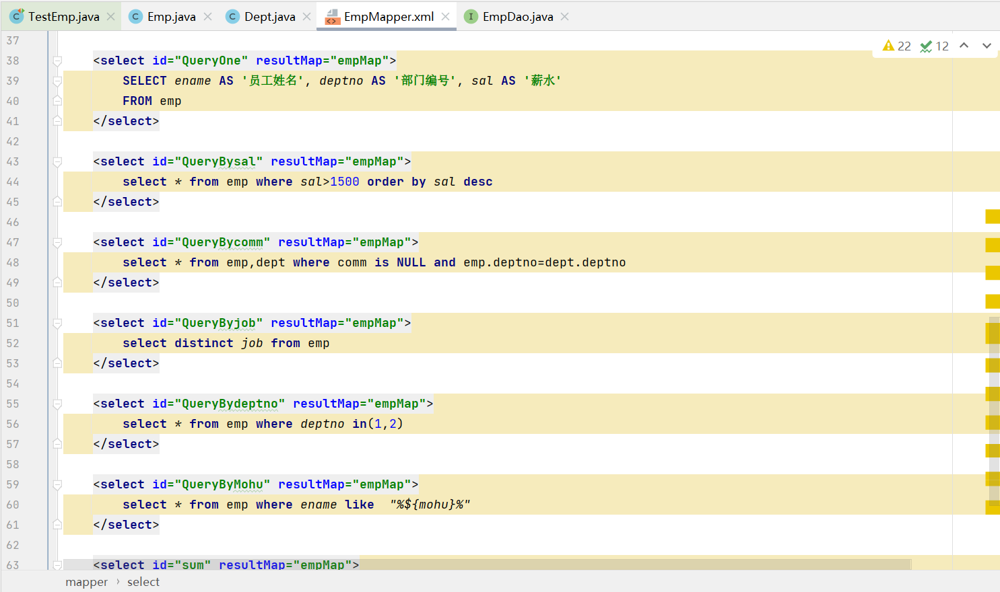 TestEmp.java Emp.java Dept.java EmpMapper.xml EmpDao.java
22 12
37
38 <select id="QueryOne" resultMap="empMap">
39 SELECT ename AS '员工姓名', deptno AS '部门编号', sal AS '薪水'
40 FROM emp
41 </select>
42
43 <select id="QueryBysal" resultMap="empMap">
44 select * from emp where sal>1500 order by sal desc
45 </select>
46
47 <select id="QueryBycomm" resultMap="empMap">
48 select * from emp,dept where comm is NULL and emp.deptno=dept.deptno
49 </select>
50
51 <select id="QueryByjob" resultMap="empMap">
52 select distinct job from emp
53 </select>
54
55 <select id="QueryBydeptno" resultMap="empMap">
56 select * from emp where deptno in(1,2)
57 </select>
58
59 <select id="QueryByMohu" resultMap="empMap">
60 select * from emp where ename like  "%${mohu}%"
61 </select>
62
63 <select id="sum" resultMap="empMap">
mapper › select